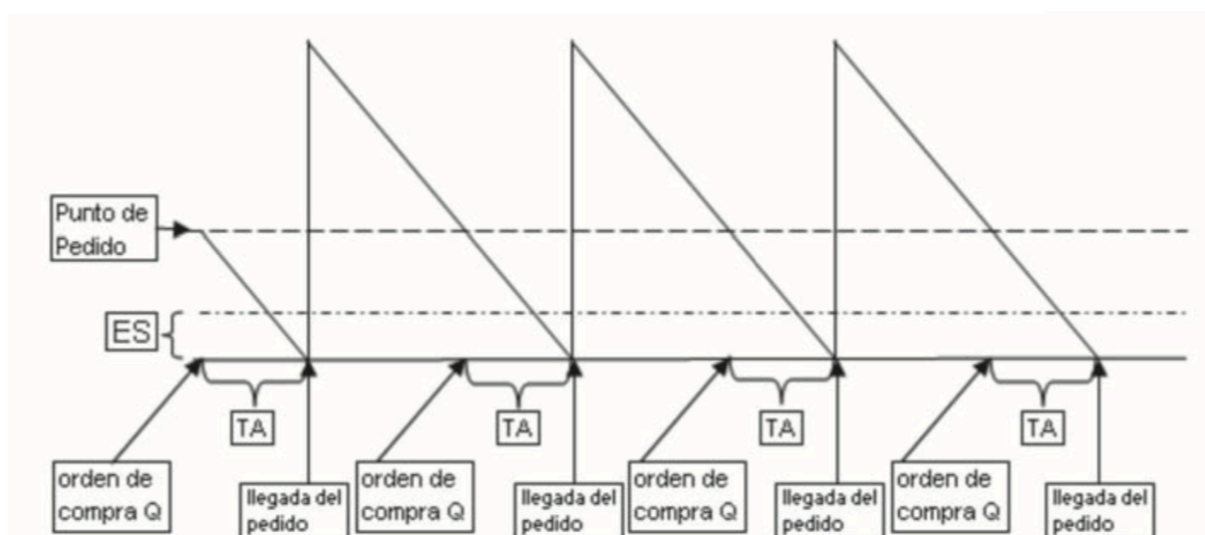 Punto de
Pedido
ES
TA
TA
TA
TA
orden de
compra Q
llegada del
pedido
orden de
compra Q
llegada del
pedido
orden de
compra Q
llegada del
pedido
orden de
compra Q
llegada del
pedido